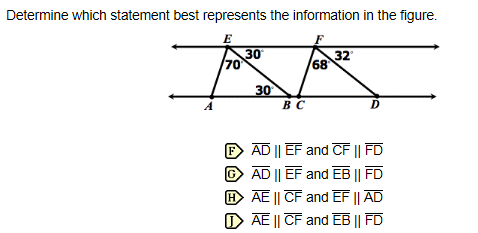 Determine which statement best represents the information in the figure.
E F
30° 32°
70° 68°
30°
A B C D
F AD || EF and CF || FD
G AD || EF and EB || FD
H AE || CF and EF || AD
I AE || CF and EB || FD